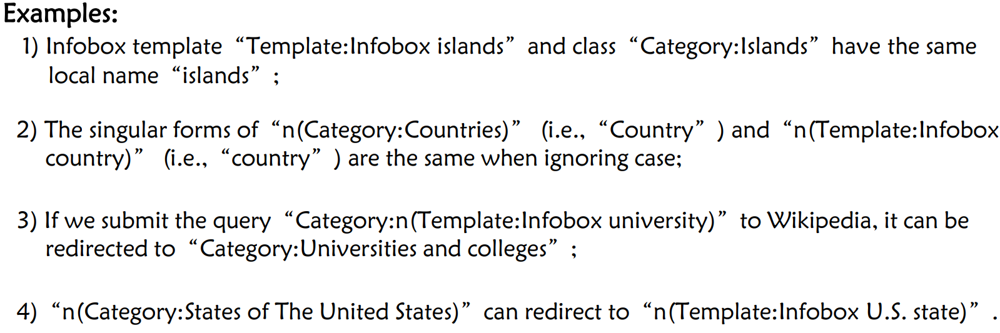 Examples:
1) Infobox template “Template:Infobox islands” and class “Category:Islands” have the same
local name “islands” ;
2) The singular forms of “n(Category:Countries)” (i.e., “Country” ) and “n(Template:Infobox
country)” (i.e., “country” ) are the same when ignoring case;
3) If we submit the query “Category:n(Template:Infobox university)” to Wikipedia, it can be
redirected to “Category:Universities and colleges” ;
4) “n(Category:States of The United States)” can redirect to “n(Template:Infobox U.S. state)” .